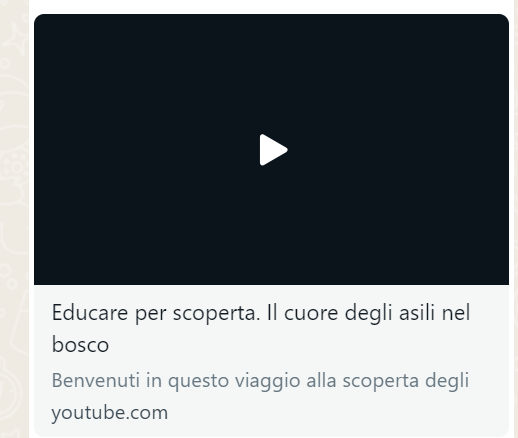 Educare per scoperta. Il cuore degli asili nel
bosco
Benvenuti in questo viaggio alla scoperta degli
youtube.com